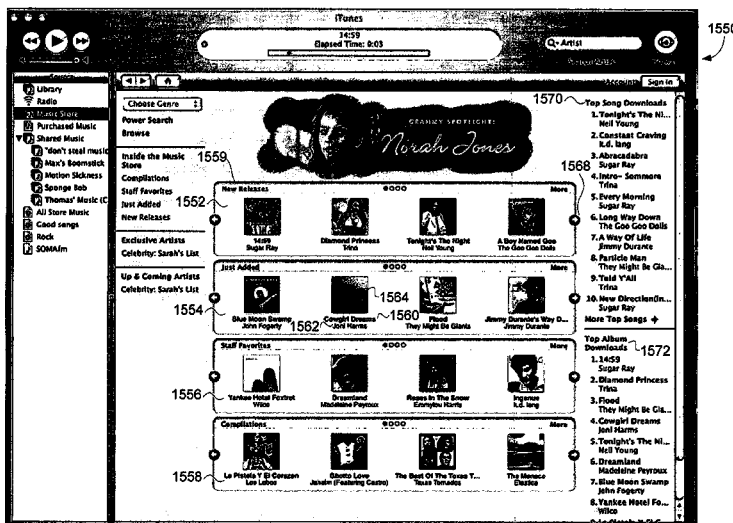 iTunes
14:59
Elapsed Time: 0:03
Artist
1550
Library
Radio
Music Store
Purchased Music
Shared Music
"don't steal music
Max's Boomstick
Motion Sickness
Sponge Bob
Thomas' Music (C
All Store Music
Good songs
Rock
SOMAfm
Account:
Sign In
Choose Genre
Power Search
Browse
Inside the Music
Store
Compilations
Staff Favorites
Just Added
New Releases
Exclusive Artists
Celebrity: Sarah's List
Up & Coming Artists
Celebrity: Sarah's List
GRAMMY SPOTLIGHT:
Norah Jones
1559
1568
New Releases
More
1552
14:59
Sugar Ray
Diamond Princess
Trina
Tonight's The Night
Neil Young
A Boy Named Goo
The Goo Goo Dolls
Just Added
More
1554
1564
1560
1562
Blue Moon Swamp
John Fogerty
Cowgirl Dreams
Joni Harms
Flood
They Might Be Giants
Jimmy Durante's Way O...
Jimmy Durante
Staff Favorites
More
1556
Yankee Hotel Foxtrot
Wilco
Dreamland
Madeleine Peyroux
Roses In The Snow
Emmylou Harris
Ingenue
k.d. lang
Compilations
More
1558
La Pistola Y El Corazon
Los Lobos
Ghetto Love
Jaheim (Featuring Castro)
The Best Of The Texas T...
Texas Tornados
The Menace
Elastica
1570
Top Song Downloads
1. Tonight's The Ni...
Neil Young
2. Constant Craving
k.d. lang
3. Abracadabra
Sugar Ray
4. Intro- Sommore
Trina
5. Every Morning
Sugar Ray
6. Long Way Down
The Goo Goo Dolls
7. A Way Of Life
Jimmy Durante
8. Particle Man
They Might Be Gia...
9. Told Y'All
Trina
10. New Direction(In...
Sugar Ray
More Top Songs
Top Album
Downloads
1572
1. 14:59
Sugar Ray
2. Diamond Princess
Trina
3. Flood
They Might Be Gia...
4. Cowgirl Dreams
Joni Harms
5. Tonight's The Ni...
Neil Young
6. Dreamland
Madeleine Peyroux
7. Blue Moon Swamp
John Fogerty
8. Yankee Hotel Fo...
Wilco